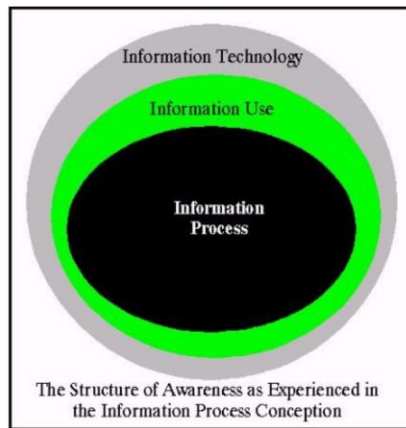 Information Technology
Information Use
Information
Process
The Structure of Awareness as Experienced in
the Information Process Conception